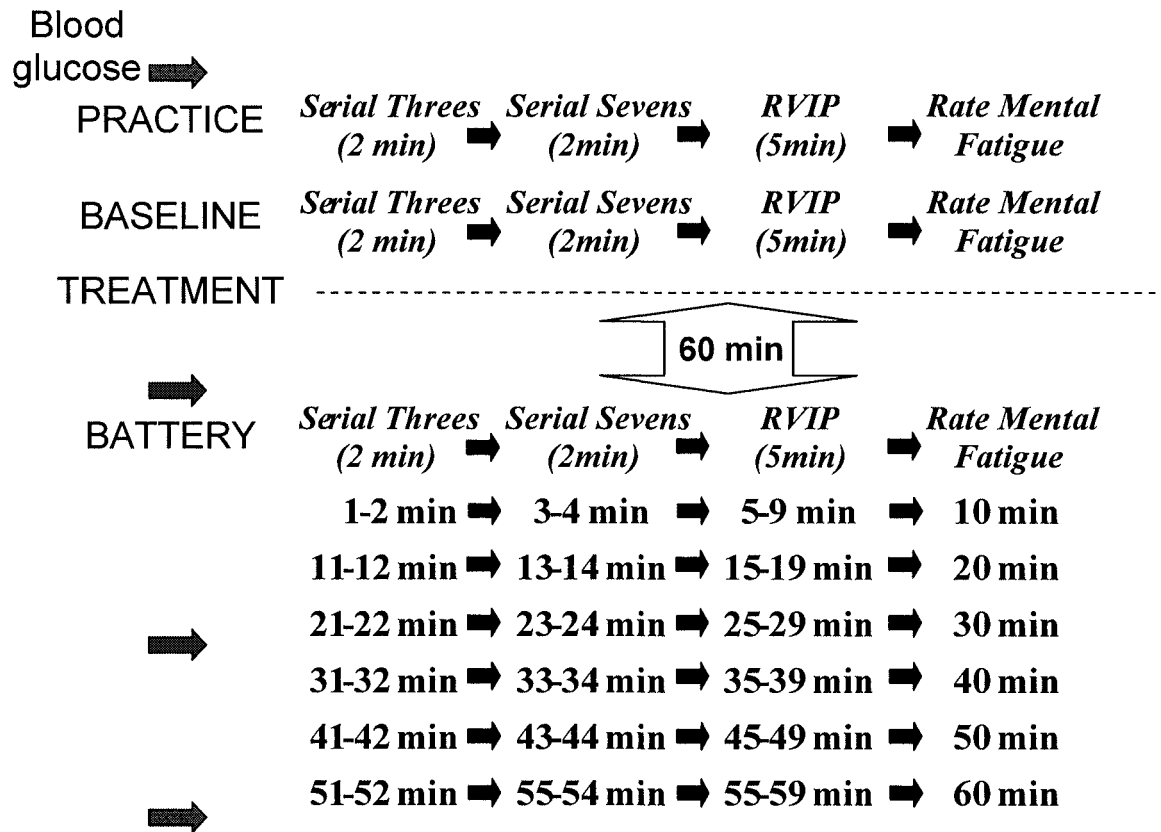 Blood
glucose
PRACTICE Serial Threes Serial Sevens RVIP Rate Mental
(2 min) (2min) (5min) Fatigue
BASELINE Serial Threes Serial Sevens RVIP Rate Mental
(2 min) (2min) (5min) Fatigue
TREATMENT
60 min
BATTERY Serial Threes Serial Sevens RVIP Rate Mental
(2 min) (2min) (5min) Fatigue
1-2 min 3-4 min 5-9 min 10 min
11-12 min 13-14 min 15-19 min 20 min
21-22 min 23-24 min 25-29 min 30 min
31-32 min 33-34 min 35-39 min 40 min
41-42 min 43-44 min 45-49 min 50 min
51-52 min 55-54 min 55-59 min 60 min